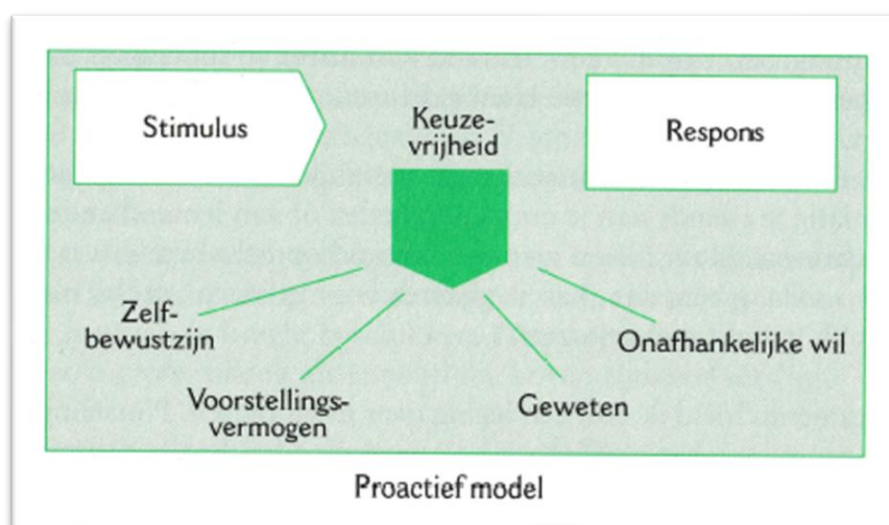 Stimulus
Keuze-
vrijheid
Respons
Zelf-
bewustzijn
Voorstellings-
vermogen
Geweten
Onafhankelijke wil
Proactief model